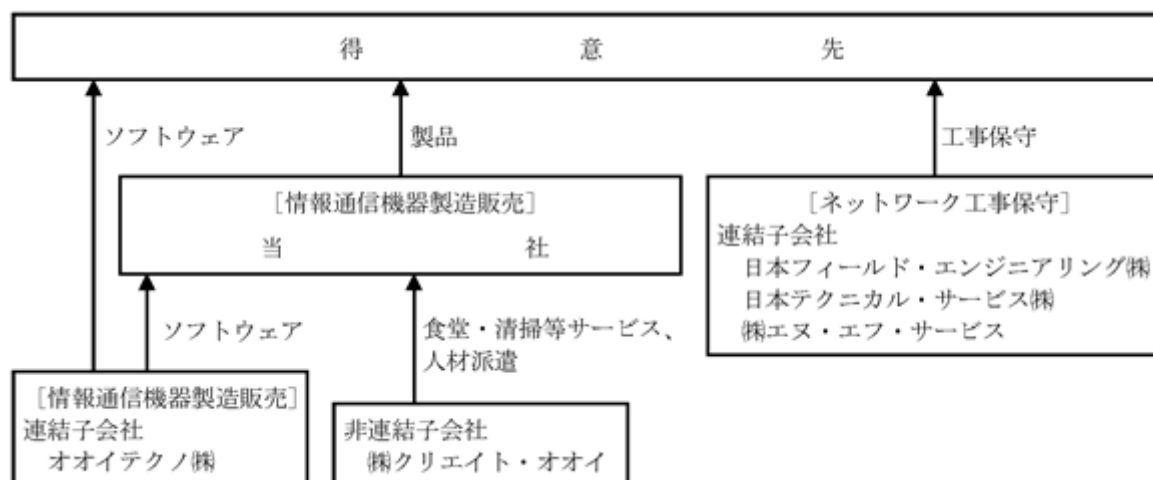 得意先
ソフトウェア
製品
工事保守
[情報通信機器製造販売]
当社
[ネットワーク工事保守]
連結子会社
日本フィールド・エンジニアリング㈱
日本テクニカル・サービス㈱
㈱エヌ・エフ・サービス
ソフトウェア
食堂・清掃等サービス、
人材派遣
[情報通信機器製造販売]
連結子会社
オオイテクノ㈱
非連結子会社
㈱クリエイト・オオイ